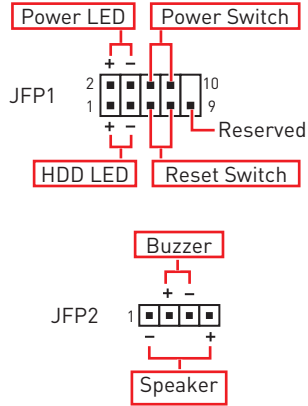 Power LED Power Switch
+ −
2 10
JFP1
1 9
+ − Reserved
HDD LED Reset Switch
Buzzer
+ −
JFP2 1
− +
Speaker